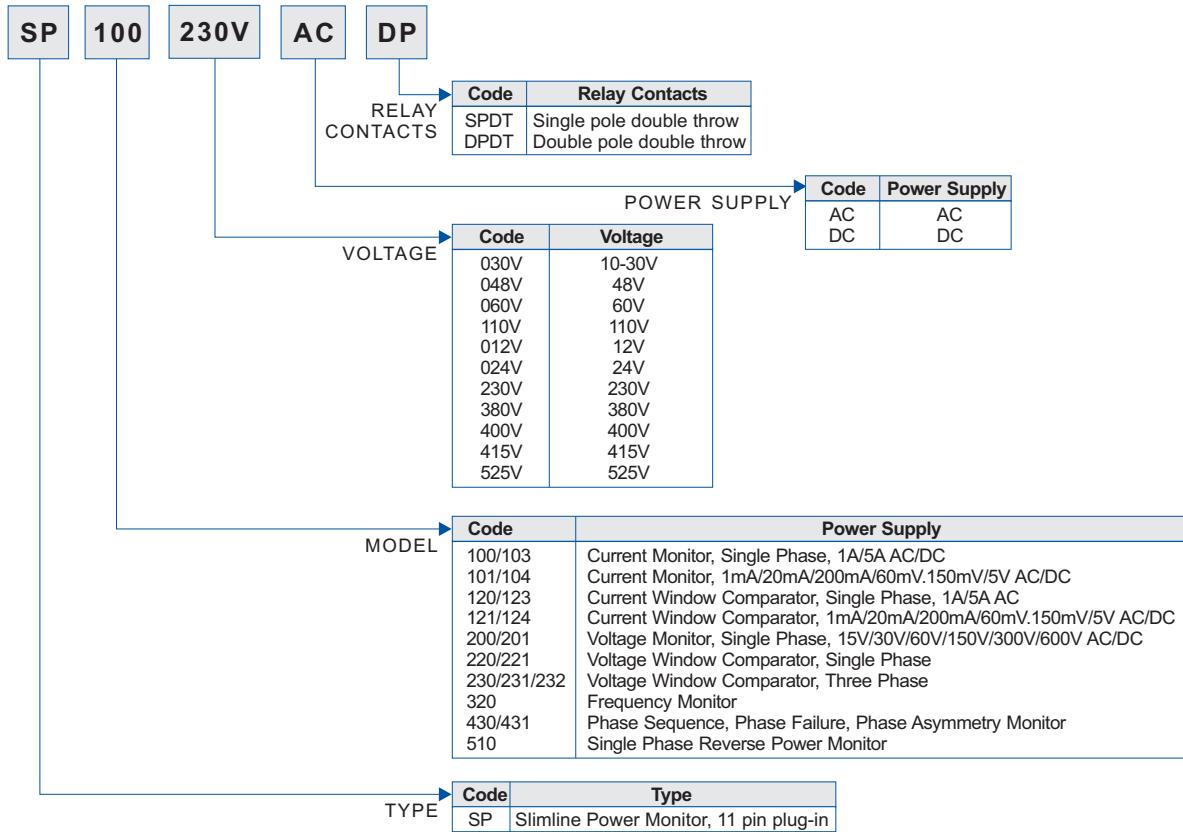 SP 100 230V AC DP
RELAY CONTACTS
Code Relay Contacts
SPDT Single pole double throw
DPDT Double pole double throw
POWER SUPPLY
Code Power Supply
AC AC
DC DC
VOLTAGE
Code Voltage
030V 10-30V
048V 48V
060V 60V
110V 110V
012V 12V
024V 24V
230V 230V
380V 380V
400V 400V
415V 415V
525V 525V
MODEL
Code Power Supply
100/103 Current Monitor, Single Phase, 1A/5A AC/DC
101/104 Current Monitor, 1mA/20mA/200mA/60mV.150mV/5V AC/DC
120/123 Current Window Comparator, Single Phase, 1A/5A AC
121/124 Current Window Comparator, 1mA/20mA/200mA/60mV.150mV/5V AC/DC
200/201 Voltage Monitor, Single Phase, 15V/30V/60V/150V/300V/600V AC/DC
220/221 Voltage Window Comparator, Single Phase
230/231/232 Voltage Window Comparator, Three Phase
320 Frequency Monitor
430/431 Phase Sequence, Phase Failure, Phase Asymmetry Monitor
510 Single Phase Reverse Power Monitor
TYPE
Code Type
SP Slimline Power Monitor, 11 pin plug-in